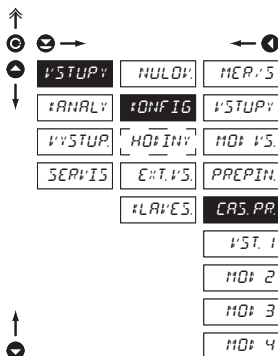 VSTUPY NULOV. MER/S
KANALY KONFIG VSTUPY
VYSTUP. HODINY MOD VS.
SERVIS EXT.VS. PREPIN.
KLAVES. CAS. PR.
VST. 1
MOD 2
MOD 3
MOD 4